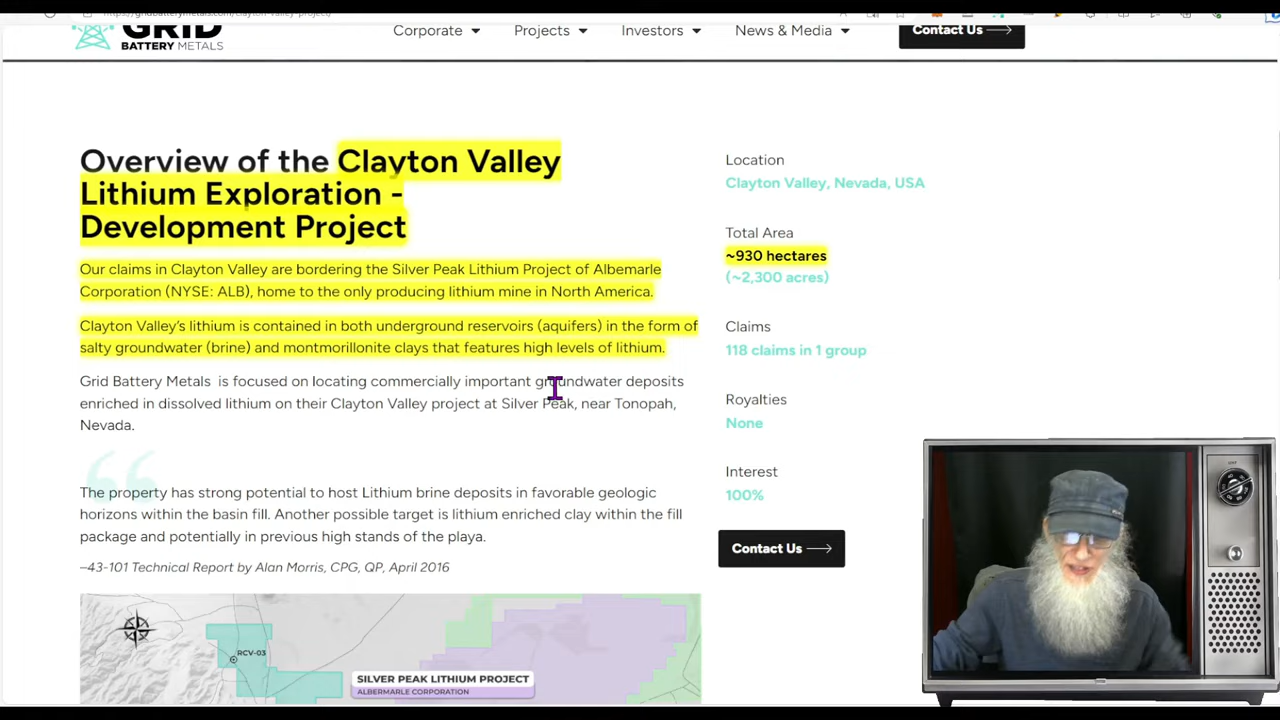 https://gridbatterymetals.com/clayton-valley-project/
GRID
BATTERY METALS
Corporate
Projects
Investors
News & Media
Contact Us
Overview of the Clayton Valley
Lithium Exploration -
Development Project
Our claims in Clayton Valley are bordering the Silver Peak Lithium Project of Albemarle
Corporation (NYSE: ALB), home to the only producing lithium mine in North America.
Clayton Valley's lithium is contained in both underground reservoirs (aquifers) in the form of
salty groundwater (brine) and montmorillonite clays that features high levels of lithium.
Grid Battery Metals is focused on locating commercially important groundwater deposits
enriched in dissolved lithium on their Clayton Valley project at Silver Peak, near Tonopah,
Nevada.
“
The property has strong potential to host Lithium brine deposits in favorable geologic
horizons within the basin fill. Another possible target is lithium enriched clay within the fill
package and potentially in previous high stands of the playa.
–43-101 Technical Report by Alan Morris, CPG, QP, April 2016
RCV-03
SILVER PEAK LITHIUM PROJECT
ALBERMARLE CORPORATION
Location
Clayton Valley, Nevada, USA
Total Area
~930 hectares
(~2,300 acres)
Claims
118 claims in 1 group
Royalties
None
Interest
100%
Contact Us